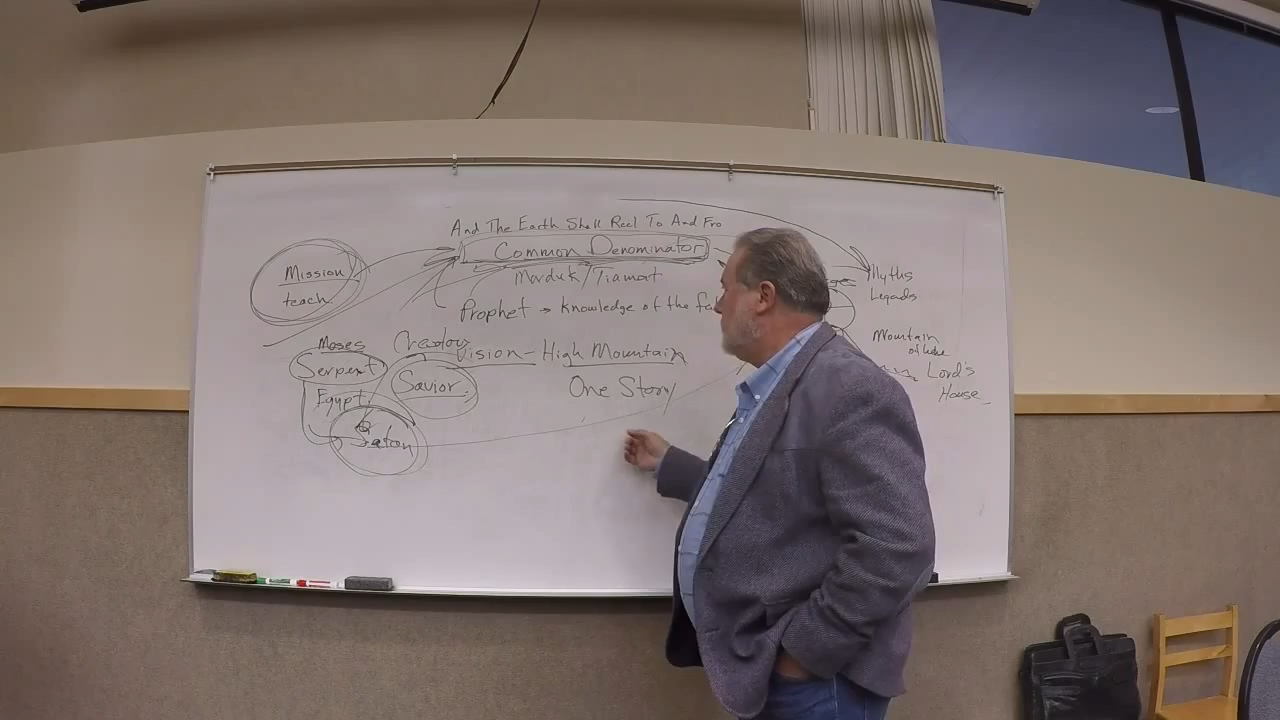 And The Earth Shall Reel To And Fro
Common Denominator
Marduk/Tiamat
Prophet → Knowledge of the
Vision - High Mountain
One Story
Mission
teach
Moses
Serpent
Egypt
Savior
Satan
Myths
Legads
Mountain
of the
Lord's
House